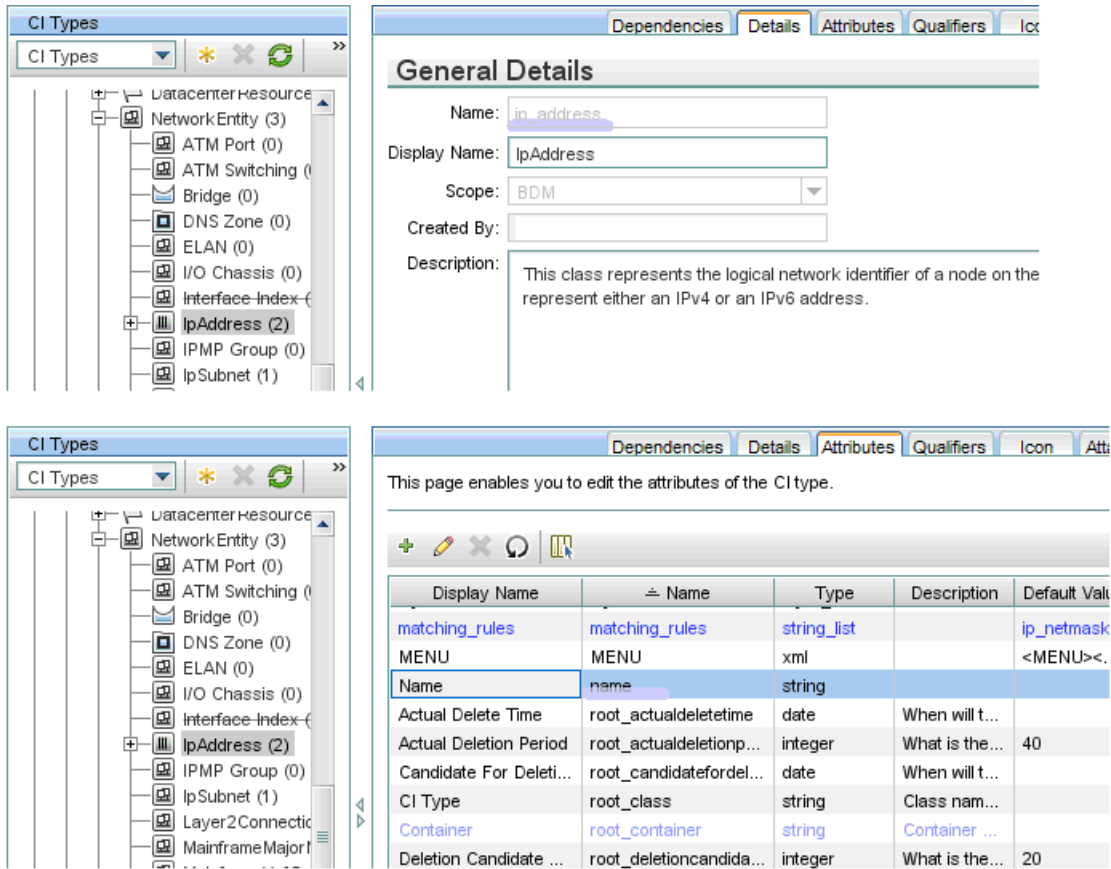 CI Types
CI Types
»
DatacenterResource
NetworkEntity (3)
ATM Port (0)
ATM Switching (
Bridge (0)
DNS Zone (0)
ELAN (0)
I/O Chassis (0)
Interface Index (
IpAddress (2)
IPMP Group (0)
IpSubnet (1)
Dependencies Details Attributes Qualifiers Ico
General Details
Name: ip_address
Display Name: IpAddress
Scope: BDM
Created By:
Description: This class represents the logical network identifier of a node on the
represent either an IPv4 or an IPv6 address.
CI Types
CI Types
»
DatacenterResource
NetworkEntity (3)
ATM Port (0)
ATM Switching (
Bridge (0)
DNS Zone (0)
ELAN (0)
I/O Chassis (0)
Interface Index (
IpAddress (2)
IPMP Group (0)
IpSubnet (1)
Layer2Connectio
MainframeMajor
Dependencies Details Attributes Qualifiers Icon Atta
This page enables you to edit the attributes of the CI type.
Display Name Name Type Description Default Valu
matching_rules matching_rules string_list ip_netmask
MENU MENU xml <MENU><.
Name name string
Actual Delete Time root_actualdeletetime date When will t...
Actual Deletion Period root_actualdeletionp... integer What is the... 40
Candidate For Deleti... root_candidatefordel... date When will t...
CI Type root_class string Class nam...
Container root_container string Container ...
Deletion Candidate ... root_deletioncandida... integer What is the... 20